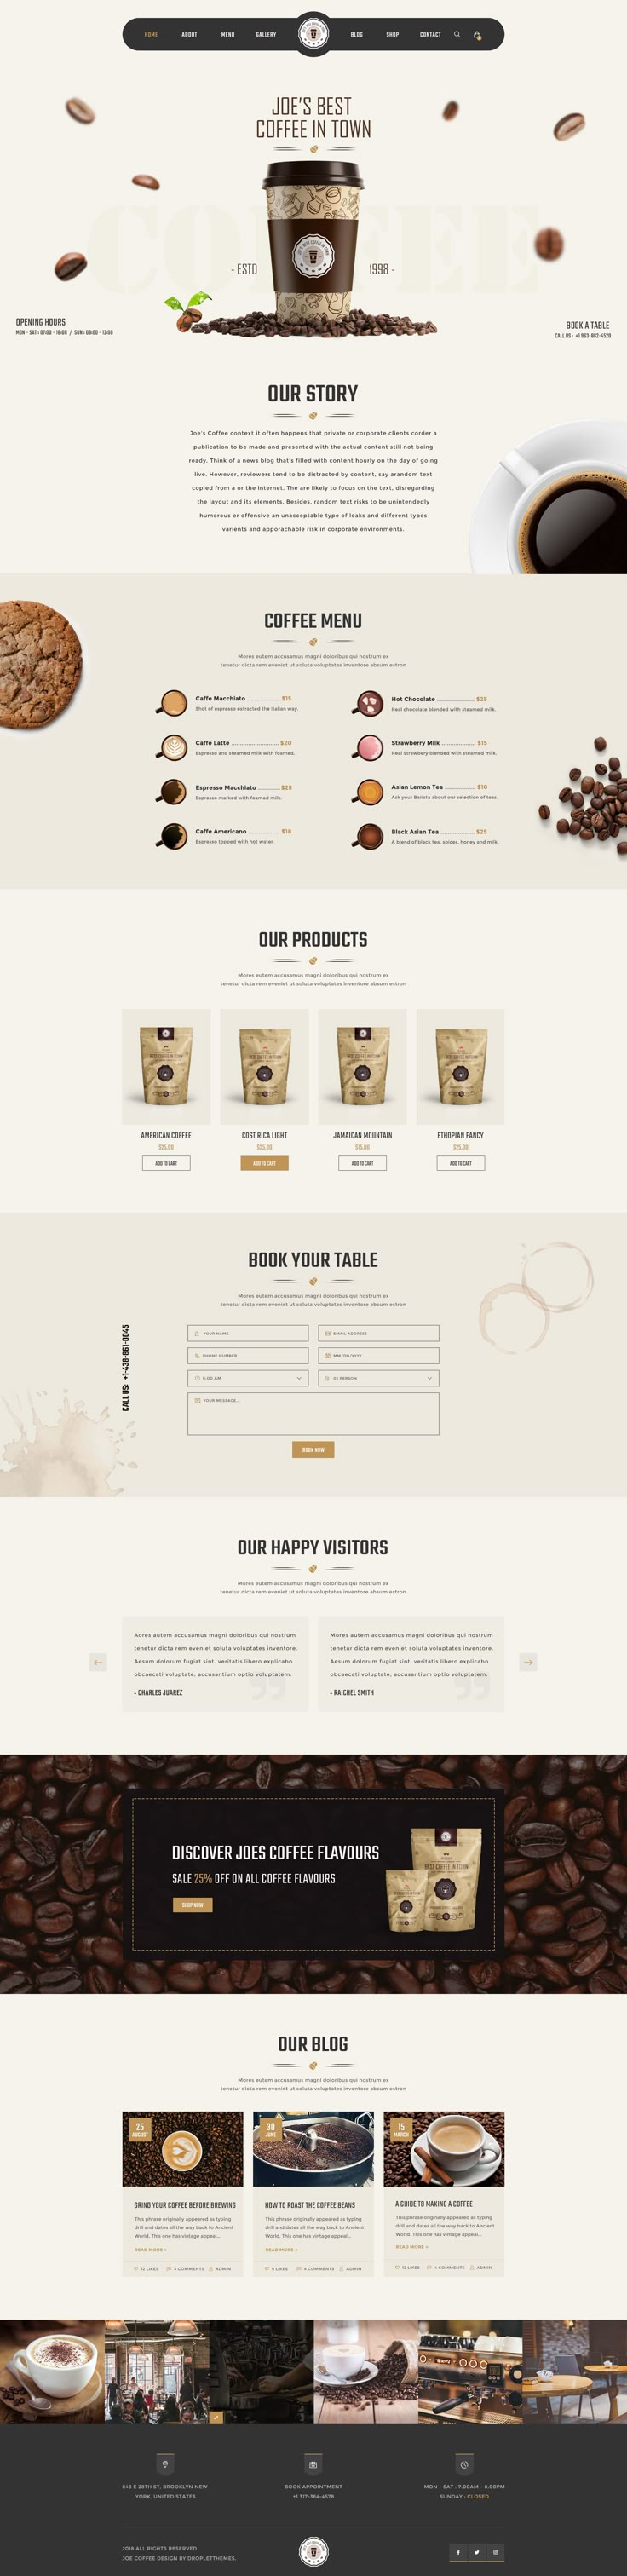 HOME ABOUT MENU GALLERY BLOG SHOP CONTACT
JOE'S BEST
COFFEE IN TOWN
COFFEE
- ESTD 1998 -
OPENING HOURS
MON - SAT : 07:00 - 18:00 / SUN : 09:00 - 13:00
BOOK A TABLE
CALL US : +1 983-882-4520
OUR STORY
Joe's Coffee context it often happens that private or corporate clients corder a
publication to be made and presented with the actual content still not being
ready. Think of a news blog that's filled with content hourly on the day of going
live. However, reviewers tend to be distracted by content, say arandom text
copied from a or the internet. The are likely to focus on the text, disregarding
the layout and its elements. Besides, random text risks to be unintendedly
humorous or offensive an unacceptable type of leaks and different types
varients and apporachable risk in corporate environments.
COFFEE MENU
Mores eutem accusamus magni doloribus qui nostrum ex
tenetur dicta rem eveniet ut soluta voluptates inventore absum estron
Caffe Macchiato $15
Shot of espresso extracted the italian way.
Caffe Latte $20
Espresso and steamed milk with foamed.
Espresso Macchiato $25
Espresso marked with foamed milk.
Caffe Americano $18
Espresso topped with hot water.
Hot Chocolate $25
Real chocolate blended with steamed milk.
Strawberry Milk $15
Real Strawbery blended with steamed milk.
Asian Lemon Tea $10
Ask your Barista about our selection of teas.
Black Asian Tea $25
A blend of black tea, spices, honey and milk.
OUR PRODUCTS
Mores eutem accusamus magni doloribus qui nostrum ex
tenetur dicta rem eveniet ut soluta voluptates inventore absum estron
AMERICAN COFFEE
$25.00
ADD TO CART
COST RICA LIGHT
$35.00
ADD TO CART
JAMAICAN MOUNTAIN
$15.00
ADD TO CART
ETHOPIAN FANCY
$75.00
ADD TO CART
BOOK YOUR TABLE
Mores eutem accusamus magni doloribus qui nostrum ex
tenetur dicta rem eveniet ut soluta voluptates inventore absum estron
CALL US: +1-438-861-0045
YOUR NAME
EMAIL ADDRESS
PHONE NUMBER
MM/DD/YYYY
8:00 AM
02 PERSON
YOUR MESSAGE...
BOOK NOW
OUR HAPPY VISITORS
Mores eutem accusamus magni doloribus qui nostrum ex
tenetur dicta rem eveniet ut soluta voluptates inventore absum estron
Aores autem accusamus magni doloribus qui nostrum
tenetur dicta rem eveniet soluta voluptates inventore.
Aesum dolorum fugiat sint. veritatis libero explicabo
obcaecati voluptate, accusantium optio voluptatem.
- CHARLES JUAREZ
Mores autem accusamus magni doloribus qui nostrum
tenetur dicta rem eveniet soluta voluptates inventore.
Aesum dolorum fugiat sint. veritatis libero explicabo
obcaecati voluptate, accusantium optio voluptatem.
- RAICHEL SMITH
DISCOVER JOES COFFEE FLAVOURS
SALE 25% OFF ON ALL COFFEE FLAVOURS
SHOP NOW
BEST COFFEE IN TOWN
OUR BLOG
Mores eutem accusamus magni doloribus qui nostrum ex
tenetur dicta rem eveniet ut soluta voluptates inventore absum estron
25
AUGUST
GRIND YOUR COFFEE BEFORE BREWING
This phrase originally appeared as typing
drill and dates all the way back to Ancient
World. This one has vintage appeal...
READ MORE »
12 LIKES 4 COMMENTS ADMIN
30
JUNE
HOW TO ROAST THE COFFEE BEANS
This phrase originally appeared as typing
drill and dates all the way back to Ancient
World. This one has vintage appeal...
READ MORE »
8 LIKES 4 COMMENTS ADMIN
15
MARCH
A GUIDE TO MAKING A COFFEE
This phrase originally appeared as typing
drill and dates all the way back to Ancient
World. This one has vintage appeal...
READ MORE »
12 LIKES 4 COMMENTS ADMIN
848 E 28TH ST, BROOKLYN NEW
YORK, UNITED STATES
BOOK APPOINTMENT
+1 317-384-4578
MON - SAT : 7:00AM - 8:00PM
SUNDAY : CLOSED
2018 ALL RIGHTS RESERVED
JOE COFFEE DESIGN BY DROPLETTHEMES.